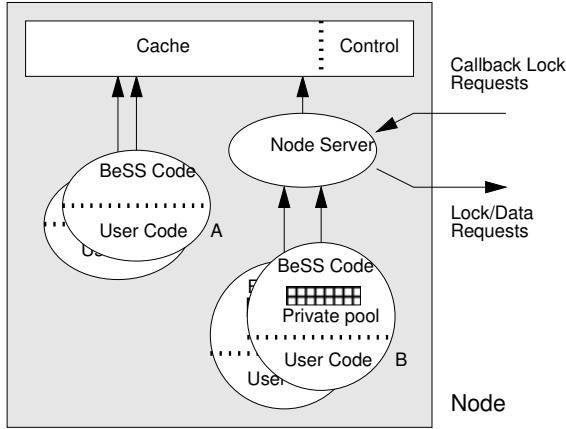 Cache
Control
Callback Lock
Requests
Node Server
BeSS Code
User Code
A
Lock/Data
Requests
BeSS Code
Private pool
User Code
B
Node